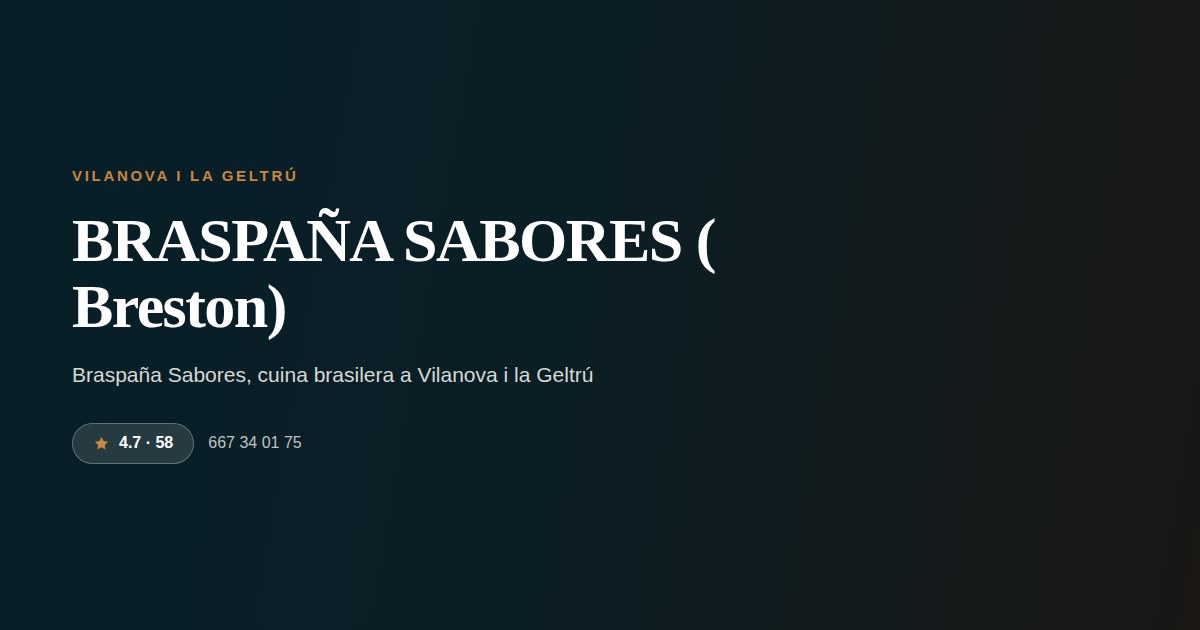 VILANOVA I LA GELTRÚ
BRASPAÑA SABORES (
Breston)
Braspaña Sabores, cuina brasilera a Vilanova i la Geltrú
4.7 · 58
667 34 01 75